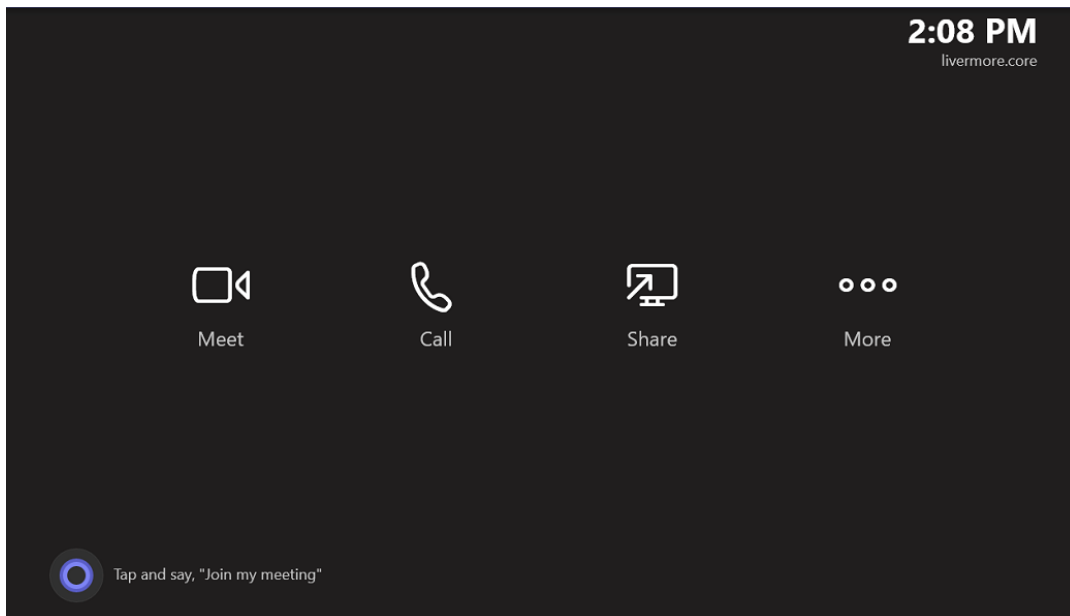 2:08 PM
livermore.core
Meet
Call
Share
More
Tap and say, "Join my meeting"